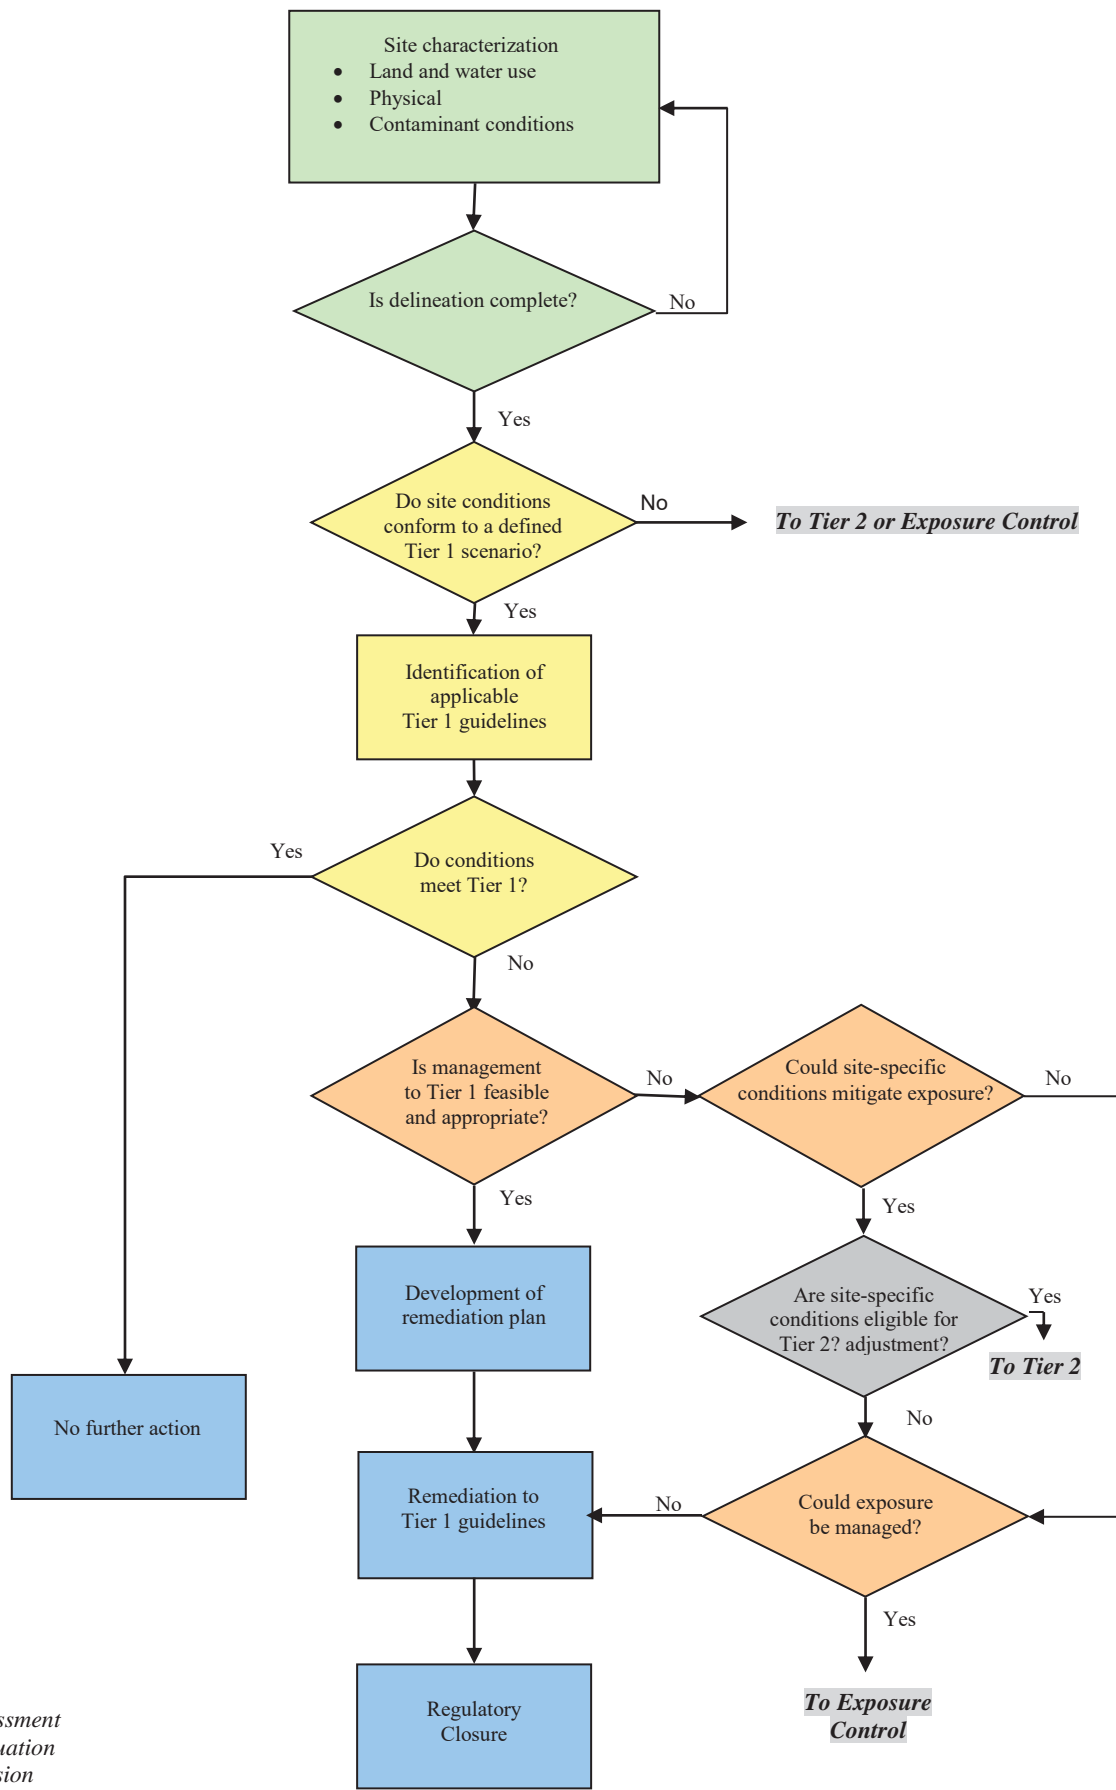 Site characterization
• Land and water use
• Physical
• Contaminant conditions
Is delineation complete?
No
Yes
Do site conditions
conform to a defined
Tier 1 scenario?
No
To Tier 2 or Exposure Control
Yes
Identification of
applicable
Tier 1 guidelines
Yes
Do conditions
meet Tier 1?
No
Is management
to Tier 1 feasible
and appropriate?
No
Could site-specific
conditions mitigate exposure?
No
Yes
Yes
Development of
remediation plan
Are site-specific
conditions eligible for
Tier 2? adjustment?
Yes
To Tier 2
No further action
No
Remediation to
Tier 1 guidelines
No
Could exposure
be managed?
Yes
Regulatory
Closure
To Exposure
Control
ssment
uation
sion